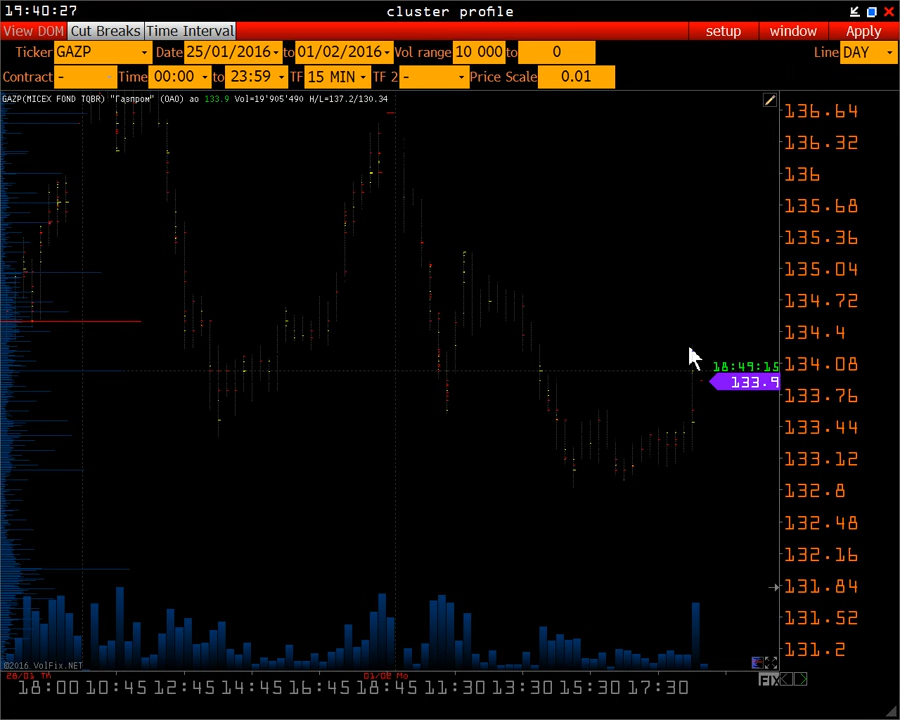 19:40:27 cluster profile
View DOM Cut Breaks Time Interval setup window Apply
Ticker GAZP Date 25/01/2016 to 01/02/2016 Vol range 10 000 to 0 Line DAY
Contract - Time 00:00 to 23:59 TF 15 MIN TF 2 - Price Scale 0.01
GAZP(MICEX FOND TQBR) "Газпром" (ОАО) ао 133.9 Vol=19'905'490 H/L=137.2/130.34
136.64
136.32
136
135.68
135.36
135.04
134.72
134.4
134.08
18:49:15
133.9
133.76
133.44
133.12
132.8
132.48
132.16
131.84
131.52
131.2
©2016 VolFix.NET
01/02 Mo
FIX
18:00 10:45 12:45 14:45 16:45 18:45 11:30 13:30 15:30 17:30